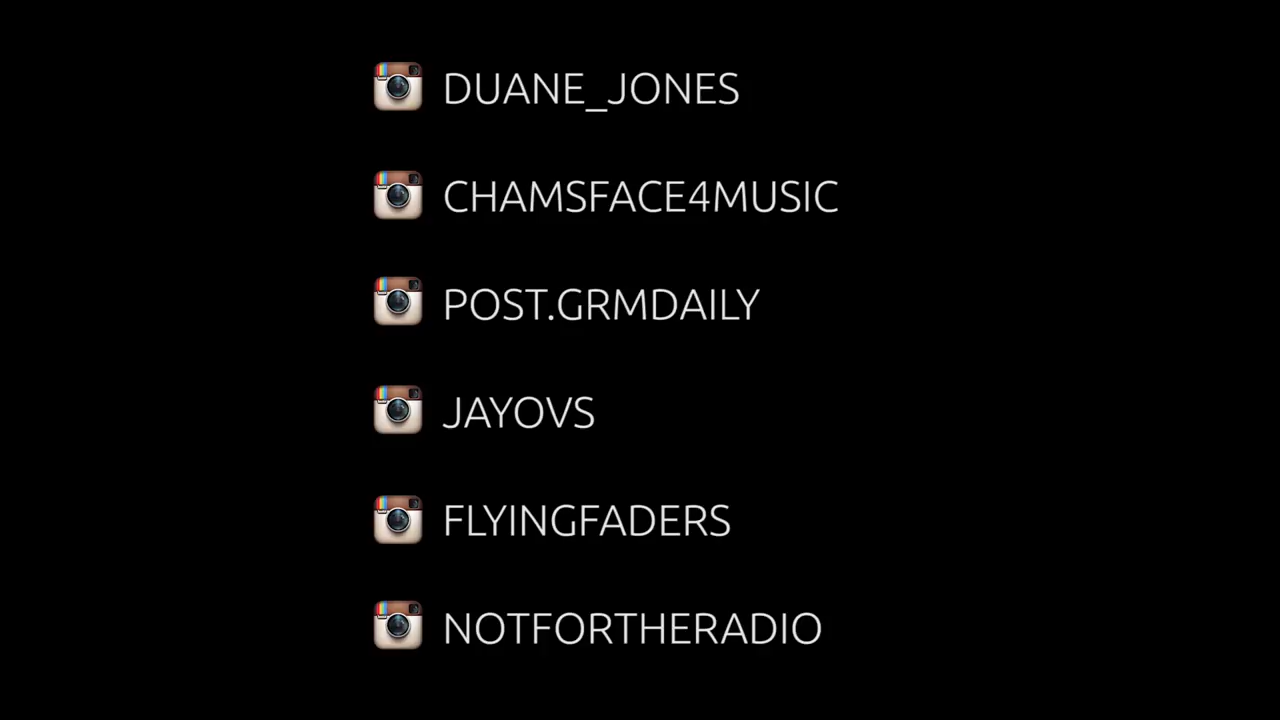 DUANE_JONES
CHAMSFACE4MUSIC
POST.GRMDAILY
JAYOVS
FLYINGFADERS
NOTFORTHERADIO